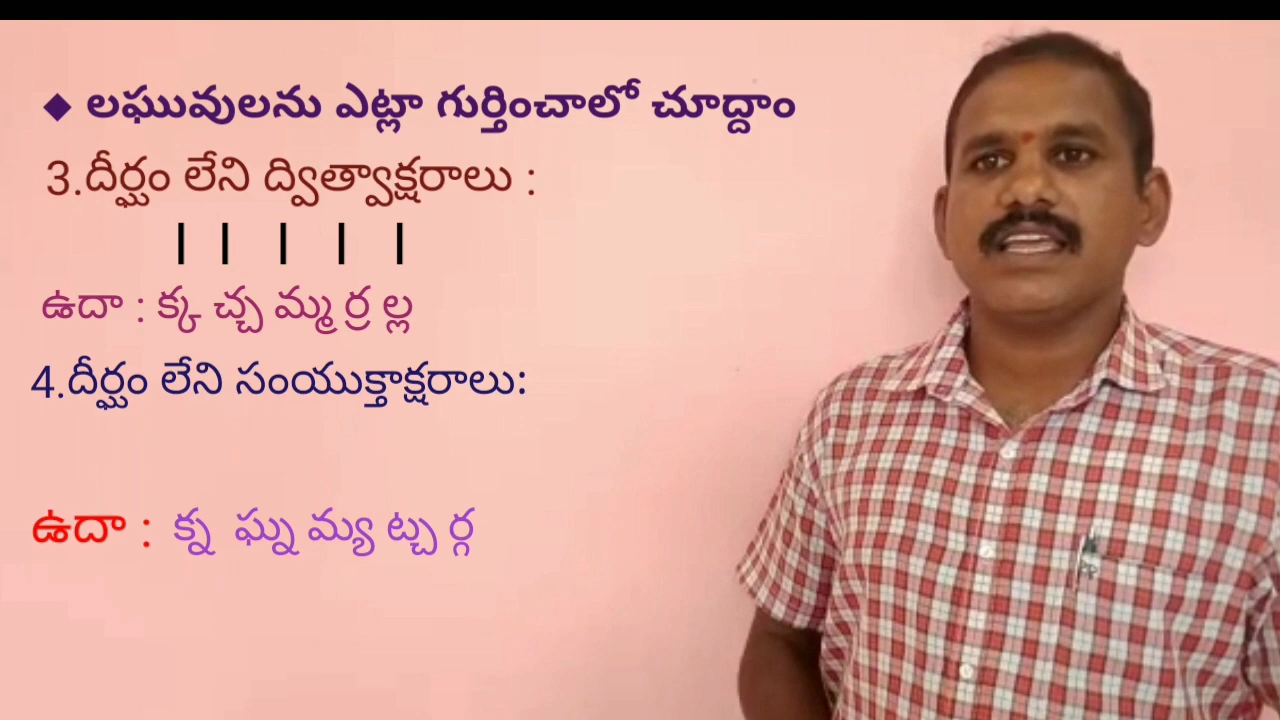 ◆ లఘువులను ఎట్లా గుర్తించాలో చూద్దాం
3.దీర్ఘం లేని ద్విత్వాక్షరాలు :
| | | | |
ఉదా : క్క చ్చ మ్మ ర్ర ల్ల
4.దీర్ఘం లేని సంయుక్తాక్షరాలు:
ఉదా : క్న ఘ్న మ్య ట్చ ర్గ